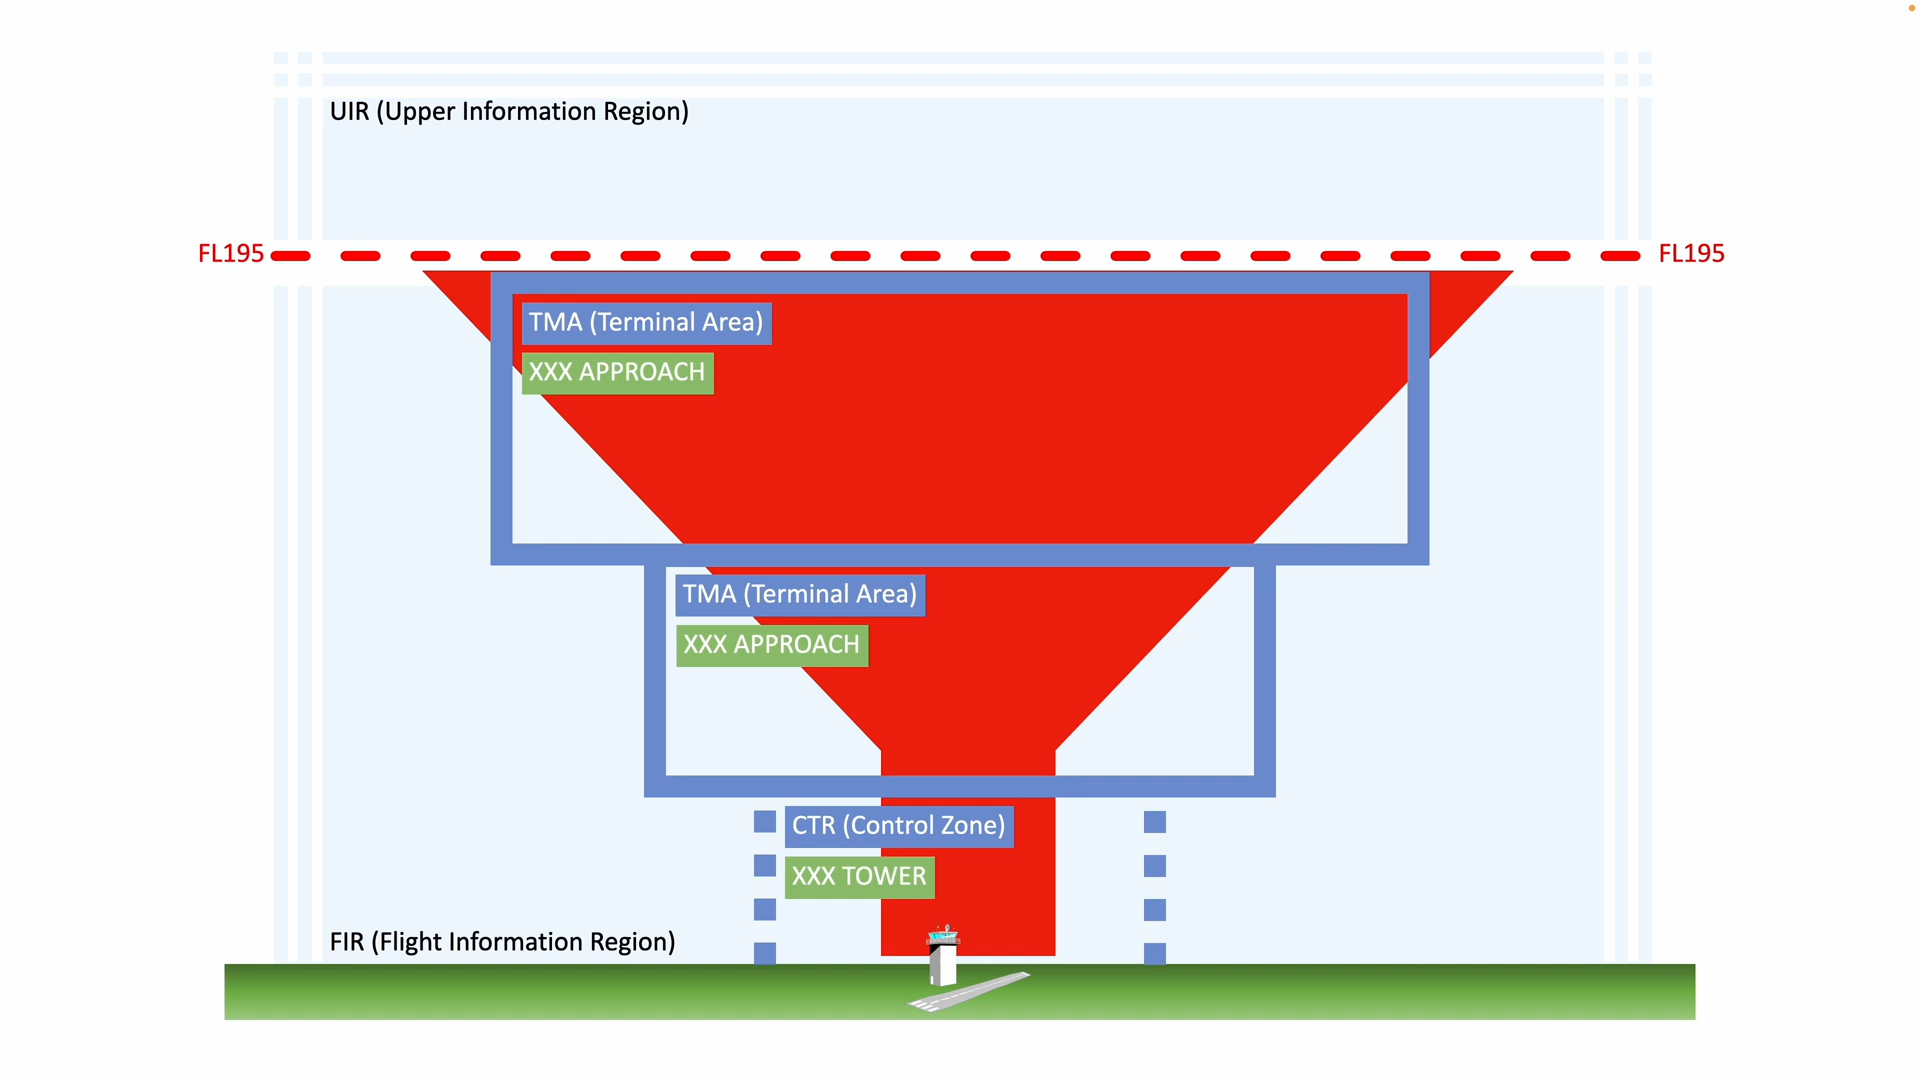 UIR (Upper Information Region)
FL195
FL195
TMA (Terminal Area)
XXX APPROACH
TMA (Terminal Area)
XXX APPROACH
CTR (Control Zone)
XXX TOWER
FIR (Flight Information Region)